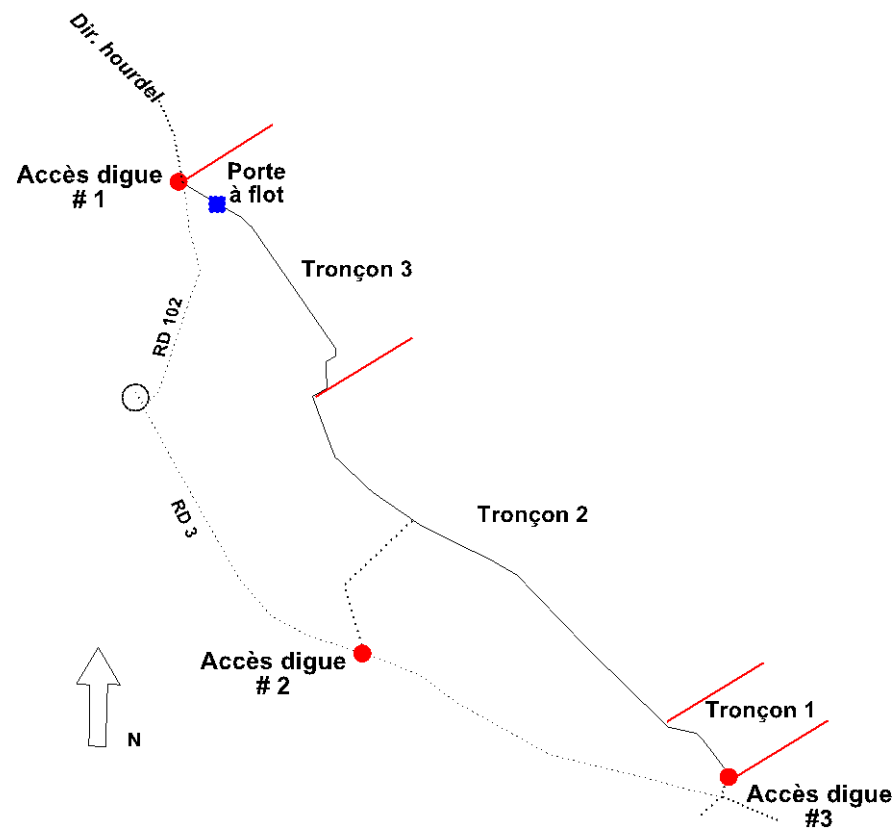 Dir. hourdel
Accès digue
# 1
Porte
à flot
Tronçon 3
RD 102
RD 3
Tronçon 2
Accès digue
# 2
Tronçon 1
N
Accès digue
#3